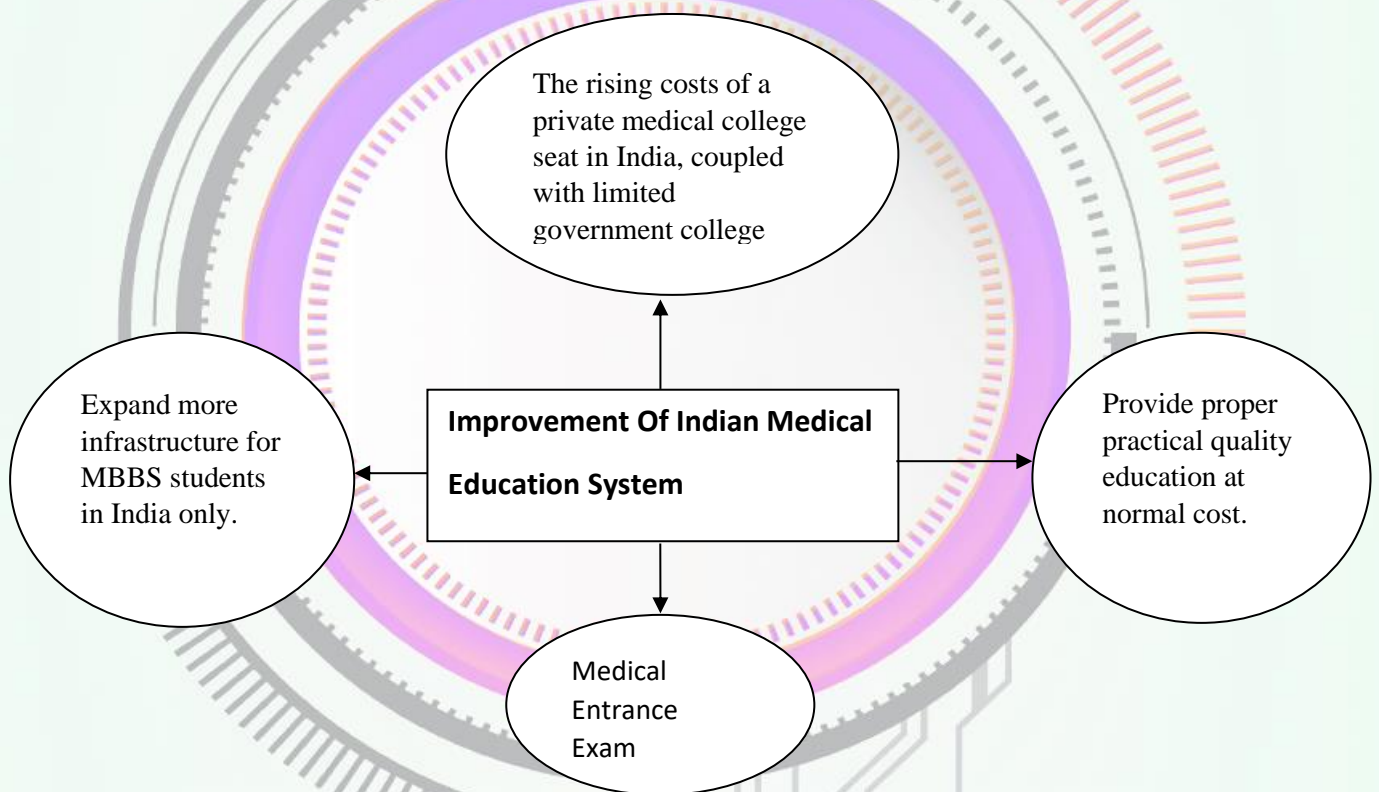 The rising costs of a
private medical college
seat in India, coupled
with limited
government college
Expand more
infrastructure for
MBBS students
in India only.
Improvement Of Indian Medical
Education System
Provide proper
practical quality
education at
normal cost.
Medical
Entrance
Exam